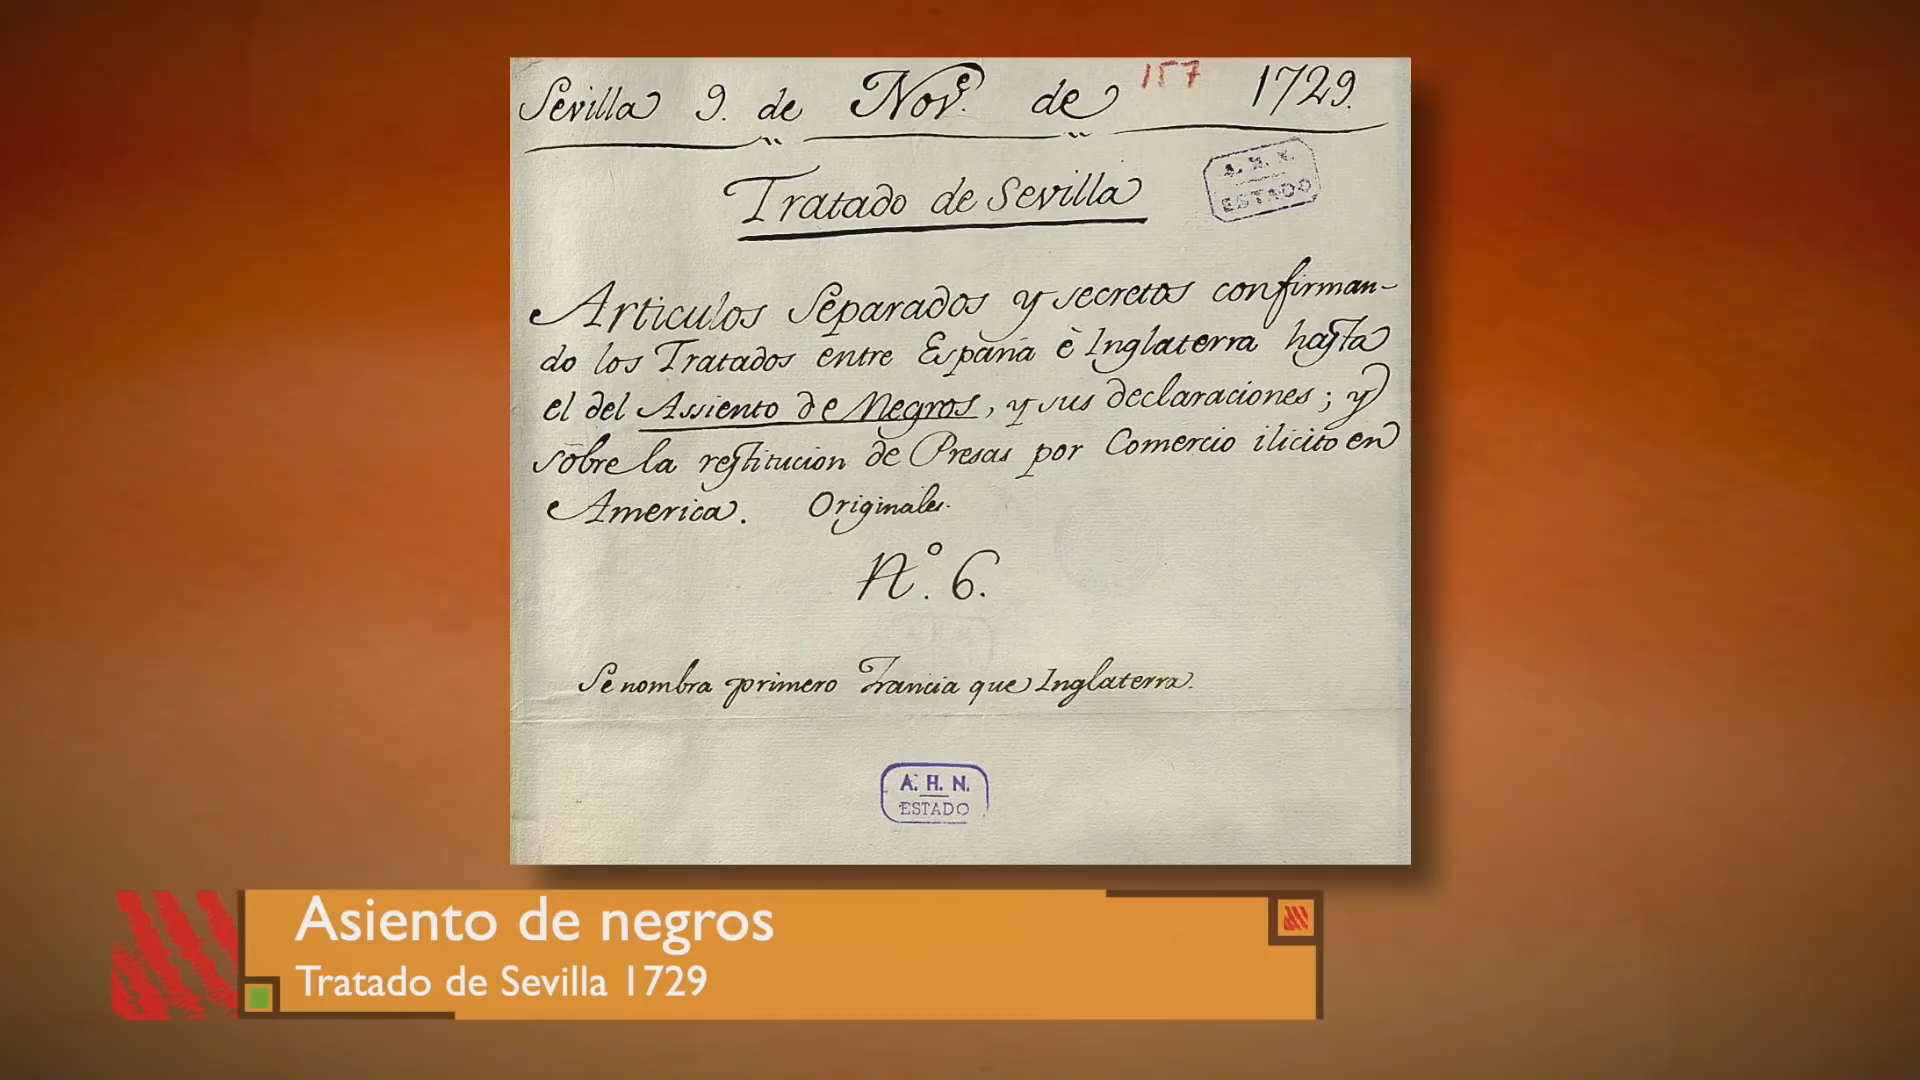 Sevilla 9. de Nov.e de 157 1729.
Tratado de Sevilla
A. H. N.
ESTADO
Articulos Separados y secretos confirman-
do los Tratados entre España è Inglaterra hasta
el del Assiento de Negros, y sus declaraciones; y
sobre la restitucion de Presas por Comercio ilicito en
America. Originales.
N.º 6.
Se nombra primero Francia que Inglaterra.
A. H. N.
ESTADO
Asiento de negros
Tratado de Sevilla 1729